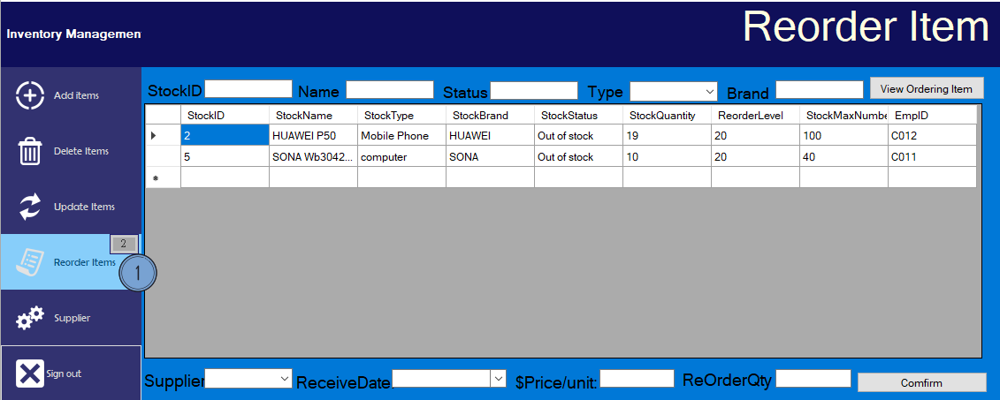 Inventory Managemen
Reorder Item
Add items
Delete Items
Update Items
2
Reorder Items
1
Supplier
Sign out
StockID Name Status Type Brand View Ordering Item
StockID StockName StockType StockBrand StockStatus StockQuantity ReorderLevel StockMaxNumbe EmpID
2 HUAWEI P50 Mobile Phone HUAWEI Out of stock 19 20 100 C012
5 SONA Wb3042... computer SONA Out of stock 10 20 40 C011
Supplier ReceiveDate $Price/unit: ReOrderQty Comfirm